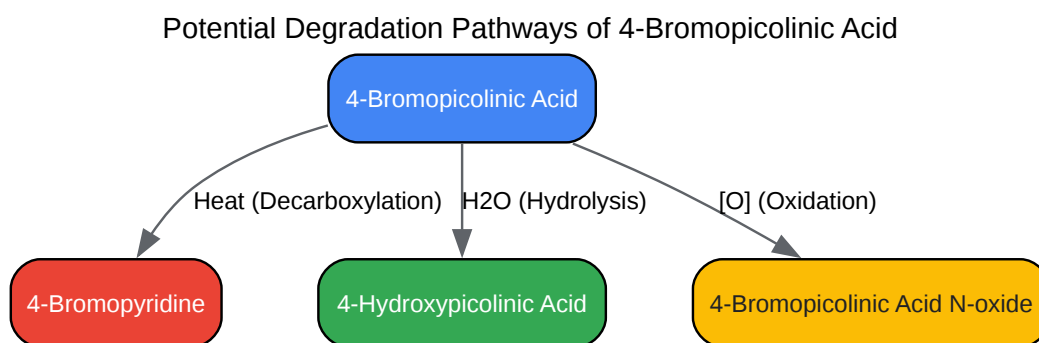 Potential Degradation Pathways of 4-Bromopicolinic Acid
4-Bromopicolinic Acid
Heat (Decarboxylation)
H2O (Hydrolysis)
[O] (Oxidation)
4-Bromopyridine
4-Hydroxypicolinic Acid
4-Bromopicolinic Acid N-oxide